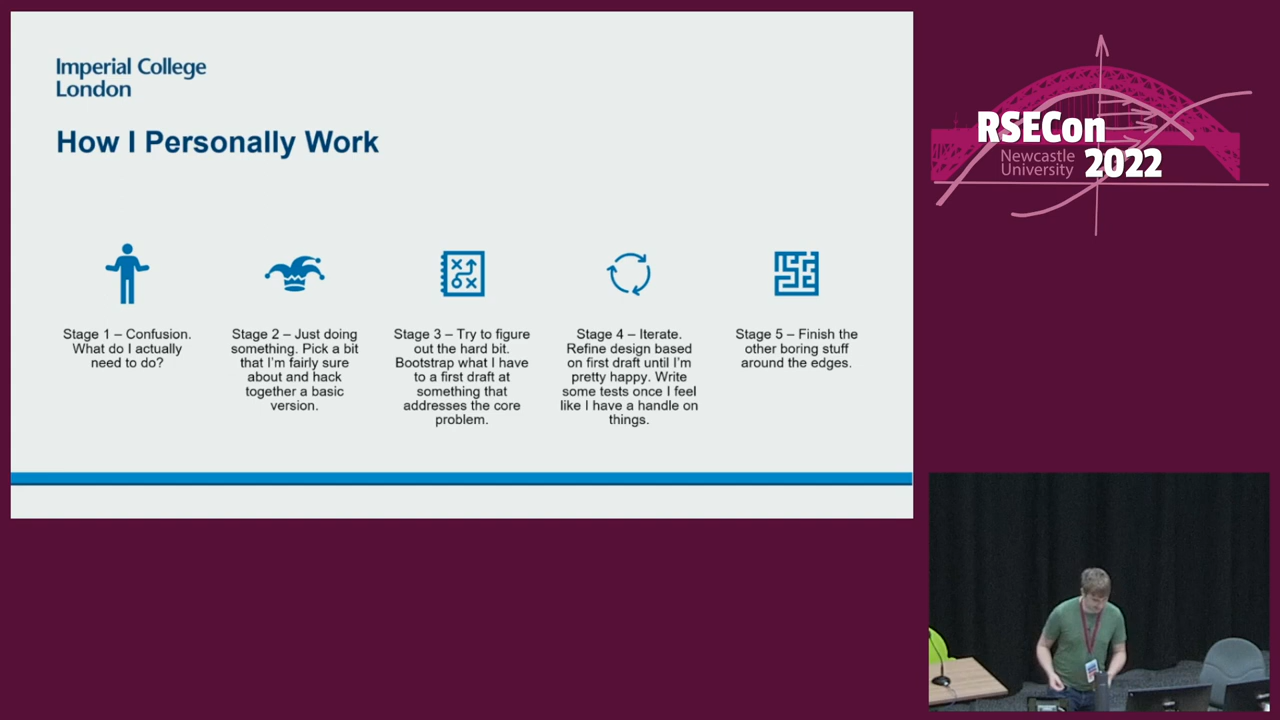 Imperial College
London
How I Personally Work
Stage 1 – Confusion.
What do I actually
need to do?
Stage 2 – Just doing
something. Pick a bit
that I'm fairly sure
about and hack
together a basic
version.
Stage 3 – Try to figure
out the hard bit.
Bootstrap what I have
to a first draft at
something that
addresses the core
problem.
Stage 4 – Iterate.
Refine design based
on first draft until I'm
pretty happy. Write
some tests once I feel
like I have a handle on
things.
Stage 5 – Finish the
other boring stuff
around the edges.
RSECon
Newcastle
University
2022